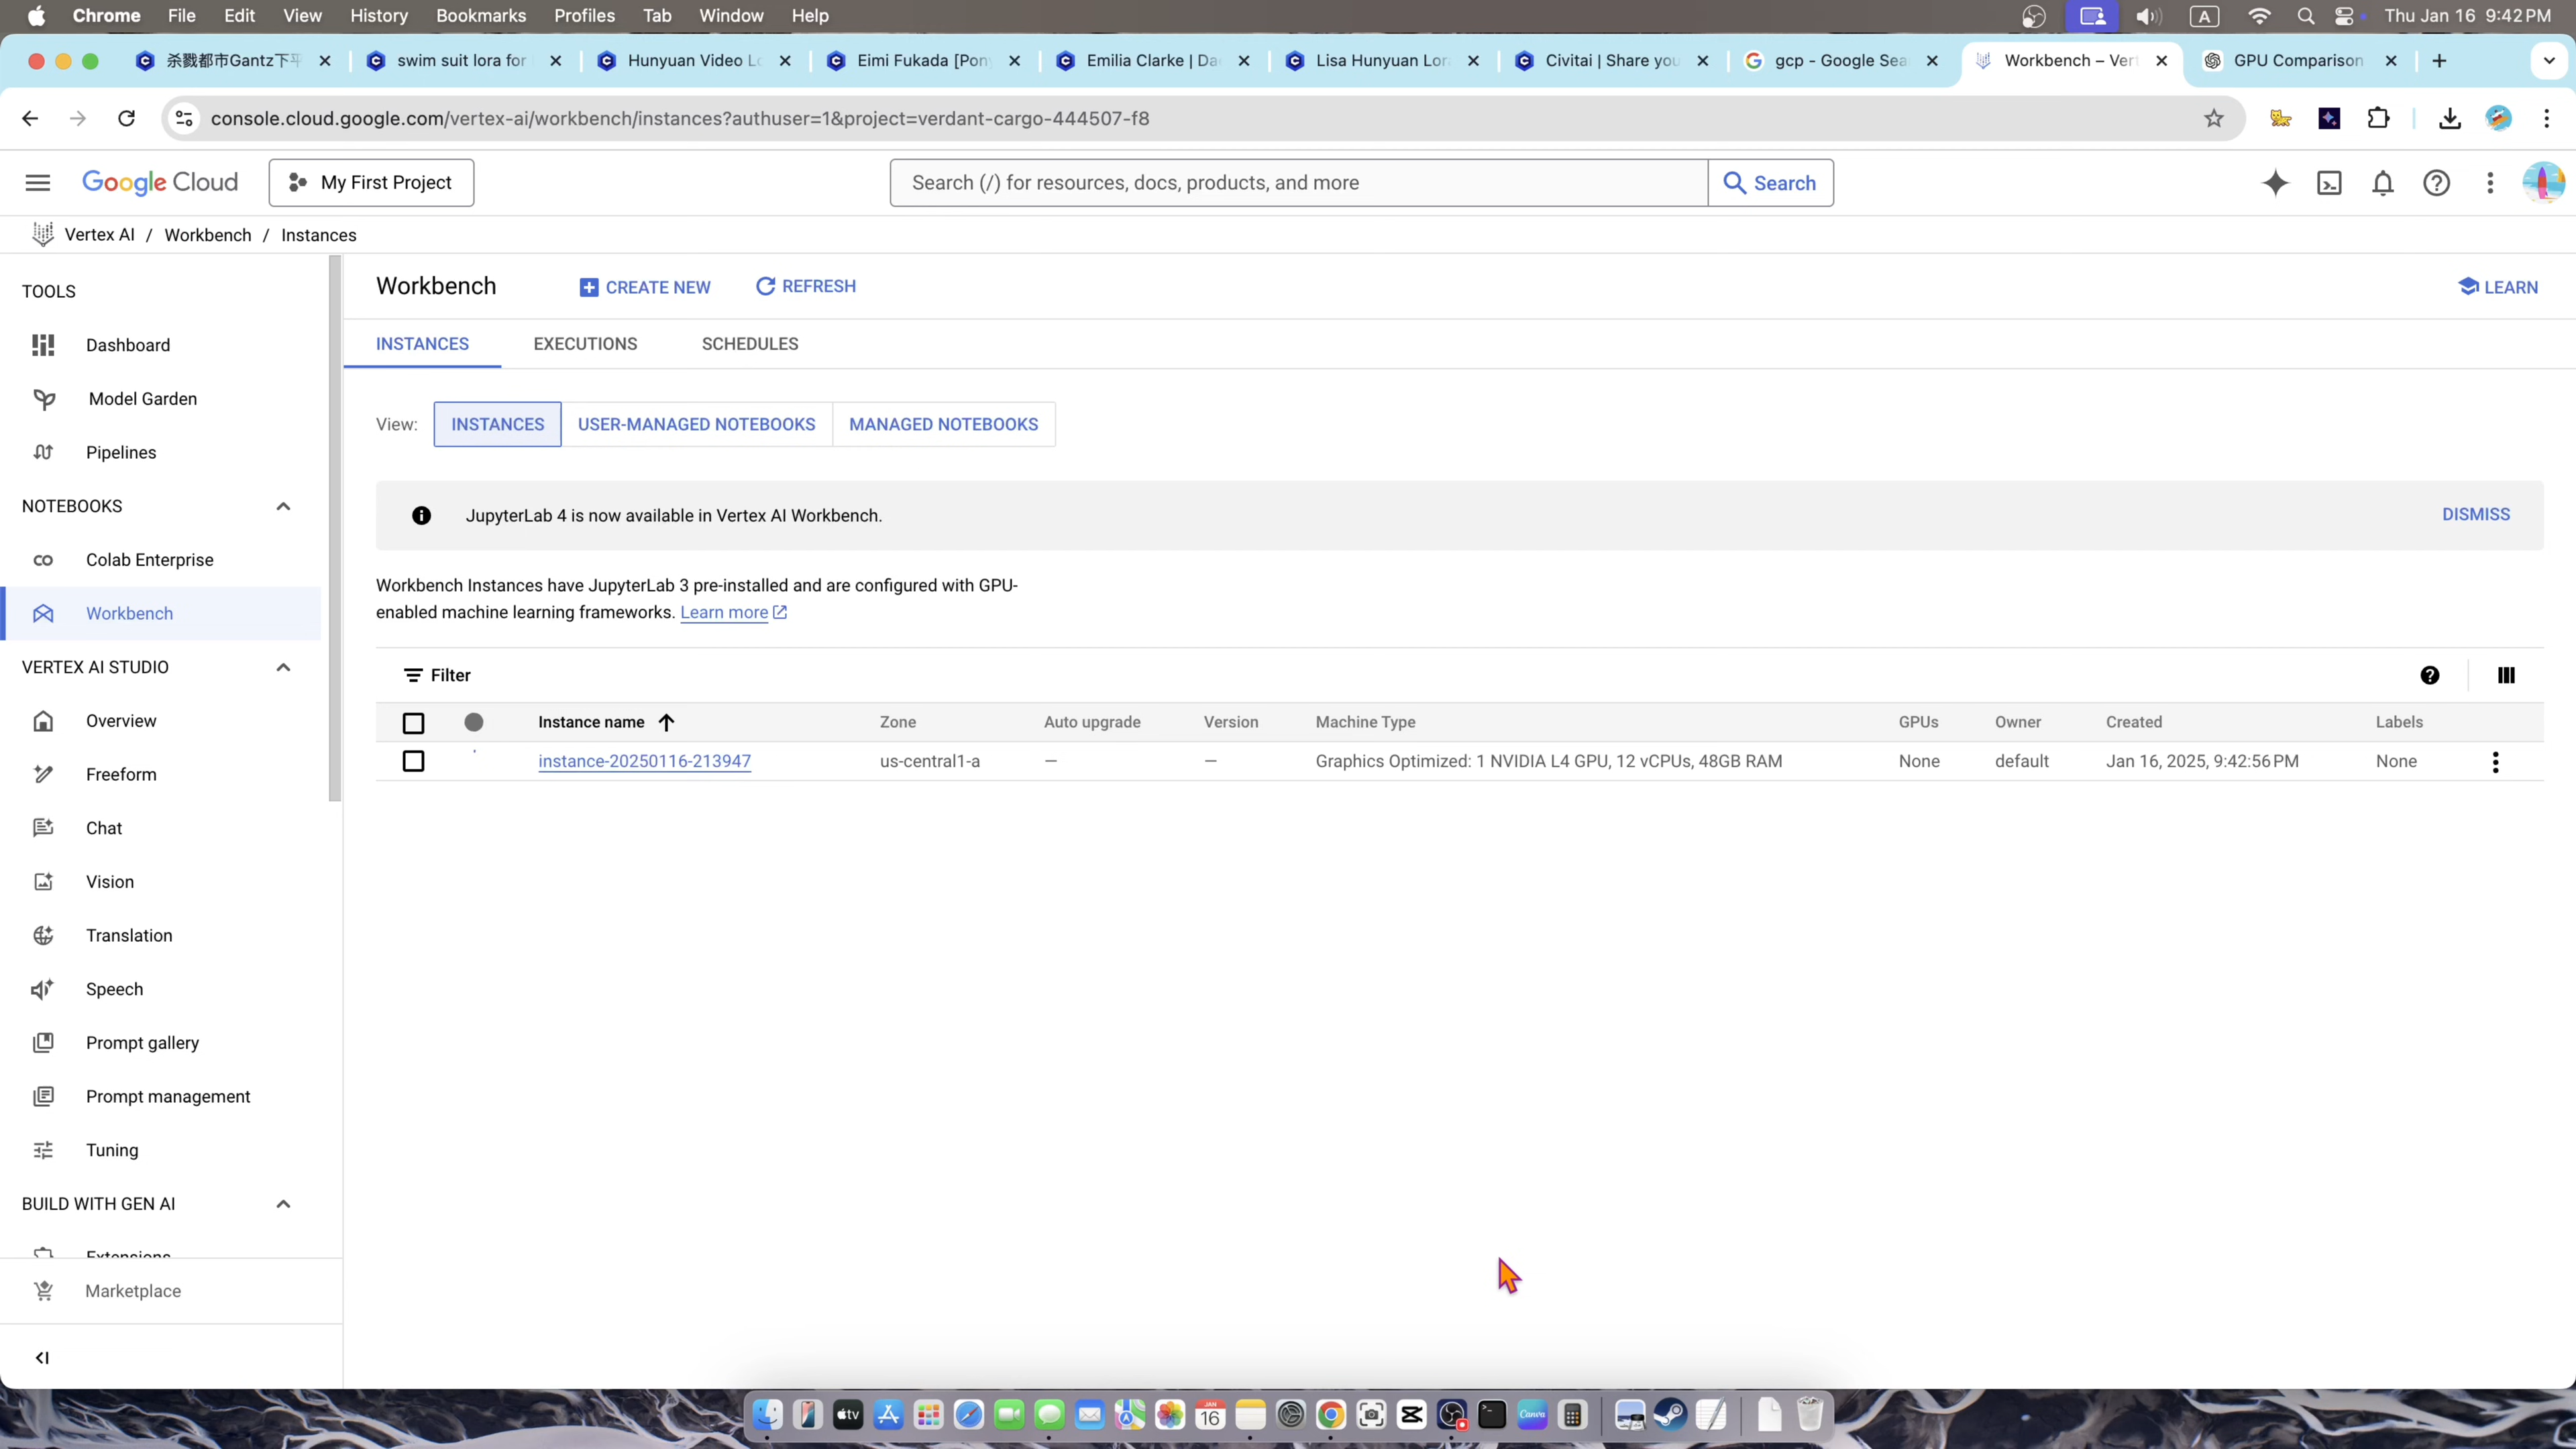 Chrome File Edit View History Bookmarks Profiles Tab Window Help A Thu Jan 16 9:42 PM
杀戮都市Gantz下 swim suit lora for Hunyuan Video Lo Eimi Fukada [Pony Emilia Clarke | Da Lisa Hunyuan Lor Civitai | Share you gcp - Google Sea Workbench – Vert GPU Comparison
console.cloud.google.com/vertex-ai/workbench/instances?authuser=1&project=verdant-cargo-444507-f8
Google Cloud My First Project Search (/) for resources, docs, products, and more Search
Vertex AI / Workbench / Instances
TOOLS
Dashboard
Model Garden
Pipelines
NOTEBOOKS
Colab Enterprise
Workbench
VERTEX AI STUDIO
Overview
Freeform
Chat
Vision
Translation
Speech
Prompt gallery
Prompt management
Tuning
BUILD WITH GEN AI
Extensions
Marketplace
Workbench CREATE NEW REFRESH LEARN
INSTANCES EXECUTIONS SCHEDULES
View: INSTANCES USER-MANAGED NOTEBOOKS MANAGED NOTEBOOKS
JupyterLab 4 is now available in Vertex AI Workbench. DISMISS
Workbench Instances have JupyterLab 3 pre-installed and are configured with GPU-
enabled machine learning frameworks. Learn more
Filter
Instance name Zone Auto upgrade Version Machine Type GPUs Owner Created Labels
instance-20250116-213947 us-central1-a — — Graphics Optimized: 1 NVIDIA L4 GPU, 12 vCPUs, 48GB RAM None default Jan 16, 2025, 9:42:56 PM None
tv JAN 16 Canva